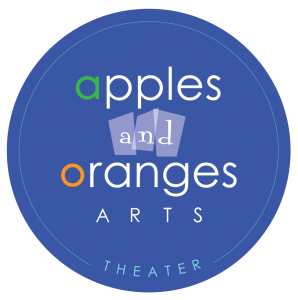 apples
and
oranges
ARTS
THEATER